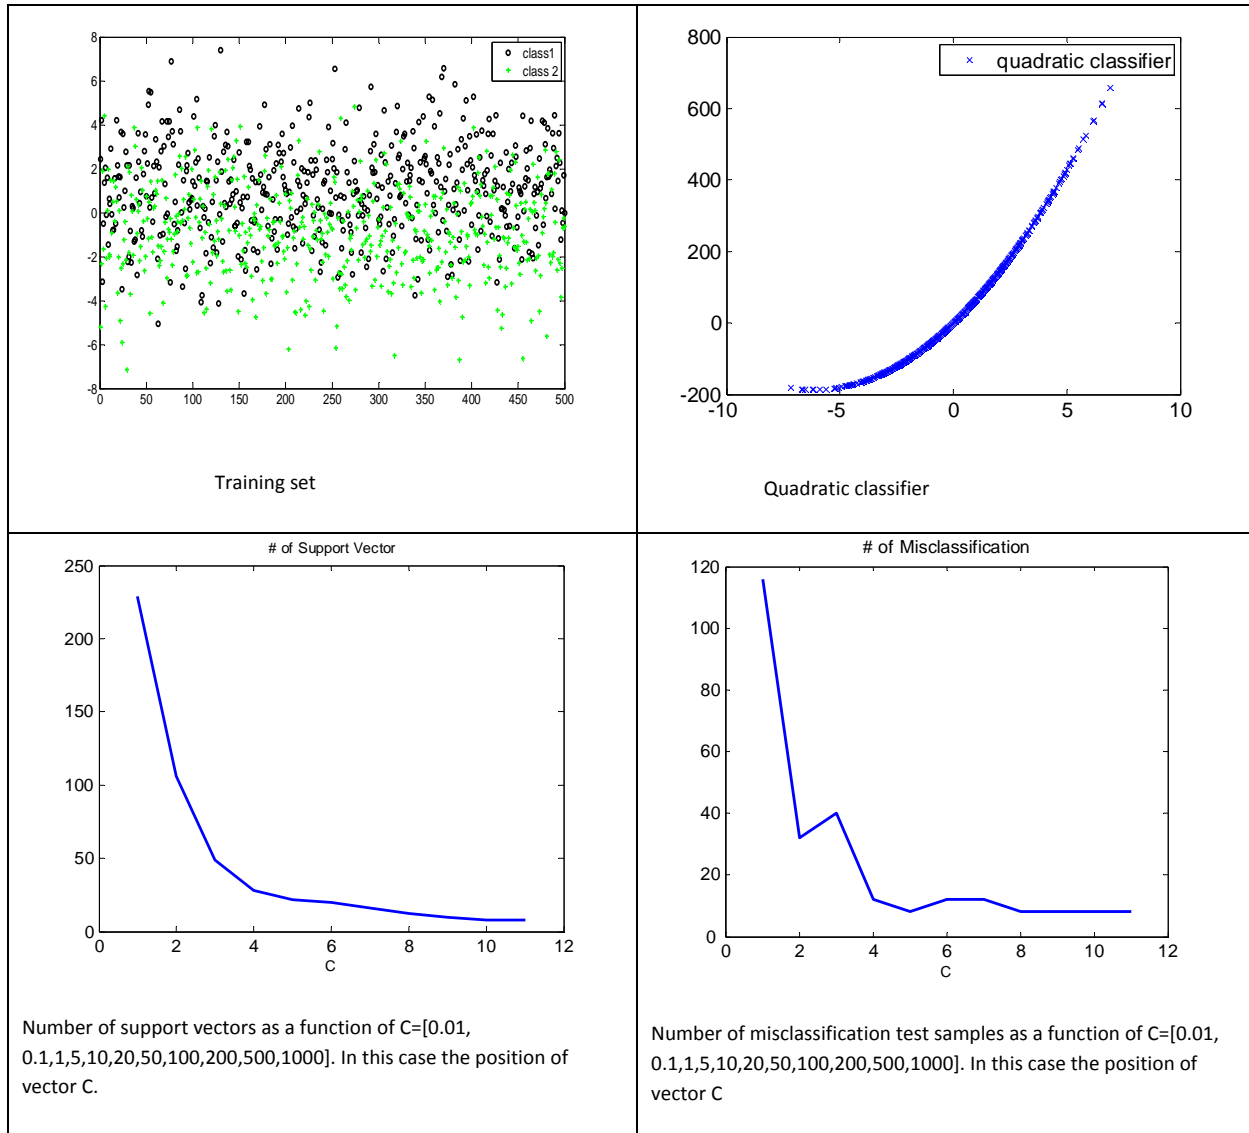 8
6
4
2
0
-2
-4
-6
-8
0 50 100 150 200 250 300 350 400 450 500
class1
class 2
Training set
800
600
400
200
0
-200
-10 -5 0 5 10
quadratic classifier
Quadratic classifier
# of Support Vector
250
200
150
100
50
0
0 2 4 6 8 10 12
C
Number of support vectors as a function of C=[0.01,
0.1,1,5,10,20,50,100,200,500,1000]. In this case the position of
vector C.
# of Misclassification
120
100
80
60
40
20
0
0 2 4 6 8 10 12
C
Number of misclassification test samples as a function of C=[0.01,
0.1,1,5,10,20,50,100,200,500,1000]. In this case the position of
vector C